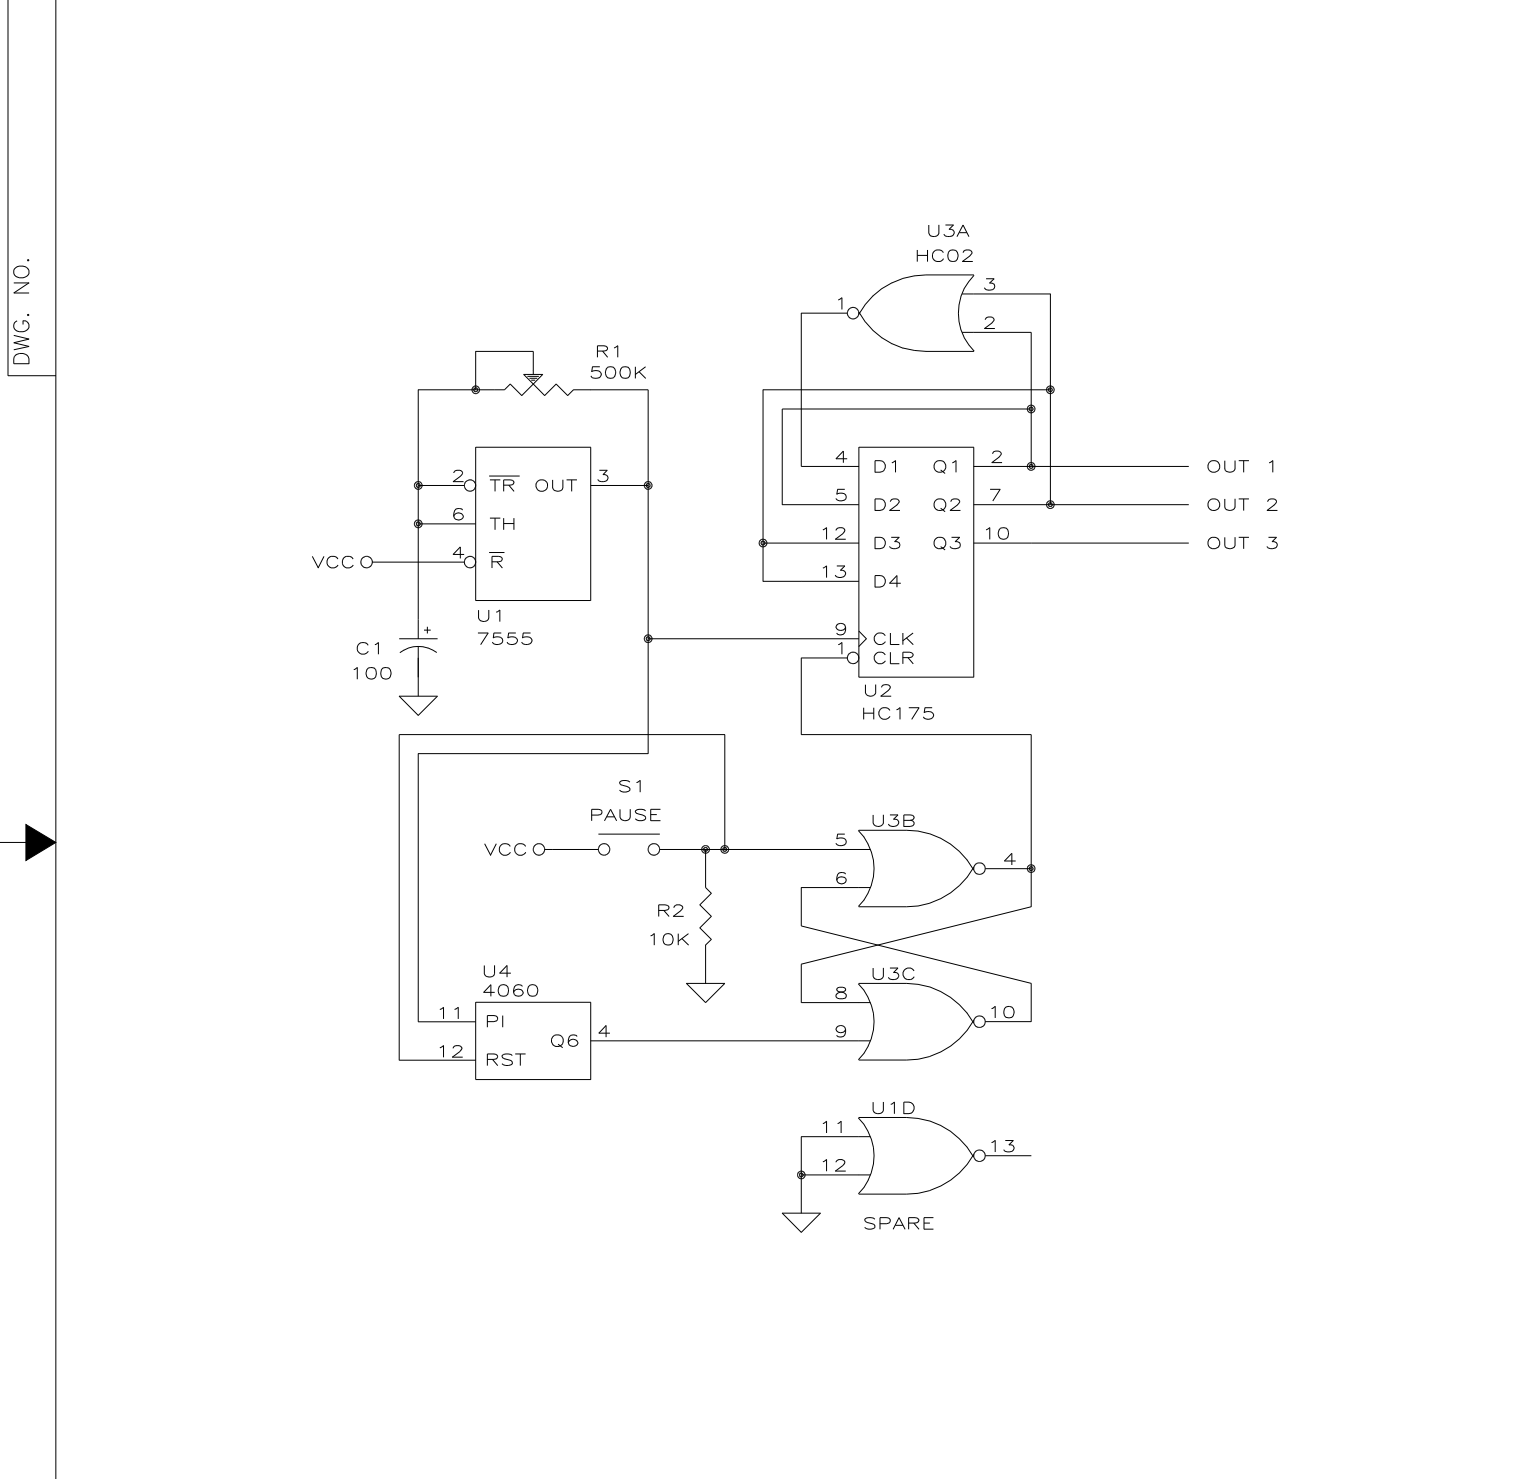 DWG. NO.
U3A
HC02
3
1
2
R1
500K
2
TR OUT
3
6
TH
VCC
4
R
U1
7555
C1
+
100
4
D1 Q1
2
OUT 1
5
D2 Q2
7
OUT 2
12
D3 Q3
10
OUT 3
13
D4
9
CLK
1
CLR
U2
HC175
S1
PAUSE
VCC
U3B
5
4
6
R2
10K
U4
4060
11
PI
12
RST
Q6
4
U3C
8
10
9
U1D
11
13
12
SPARE